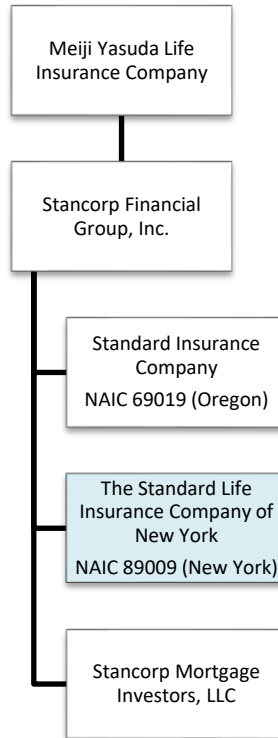 Meiji Yasuda Life
Insurance Company
Stancorp Financial
Group, Inc.
Standard Insurance
Company
NAIC 69019 (Oregon)
The Standard Life
Insurance Company of
New York
NAIC 89009 (New York)
Stancorp Mortgage
Investors, LLC